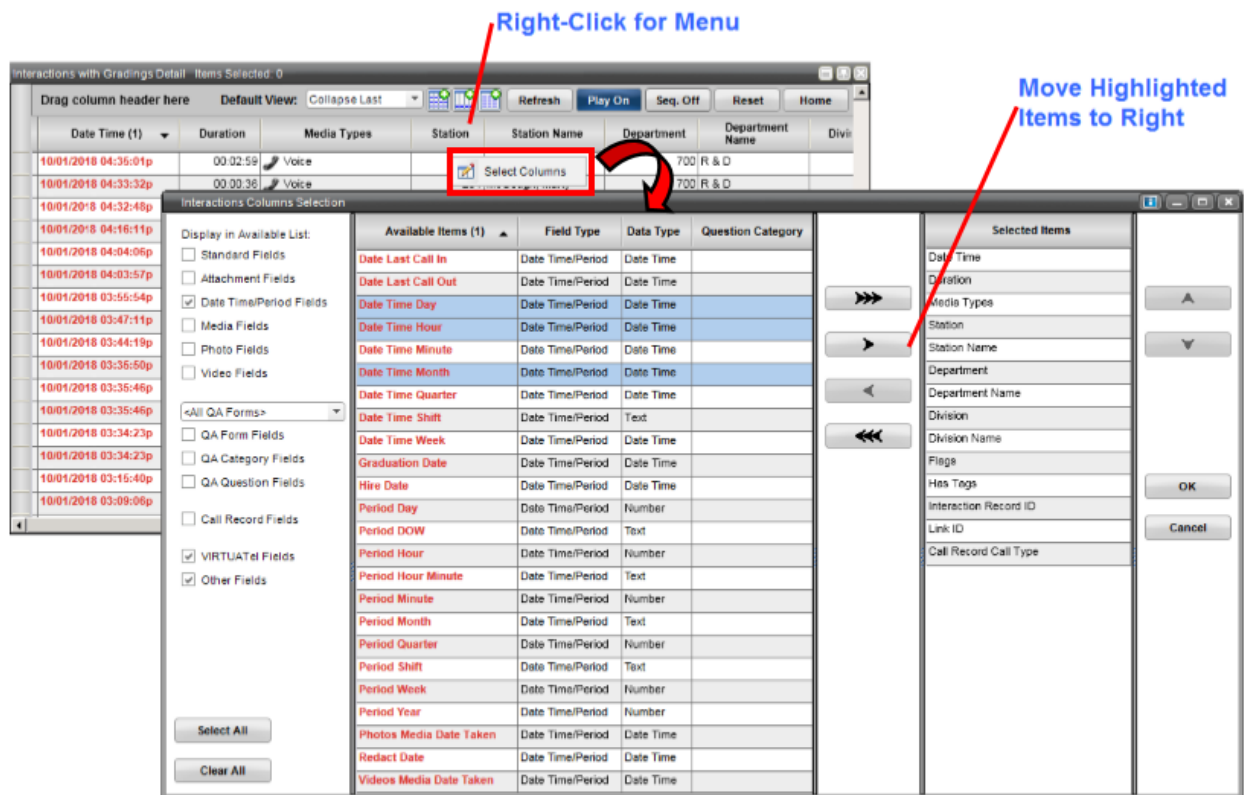 Right-Click for Menu
Move Highlighted
Items to Right
Interactions with Gradings Detail Items Selected: 0
Drag column header here Default View: Collapse Last Refresh Play On Seq. Off Reset Home
Date Time (1) Duration Media Types Station Station Name Department Department Name
10/01/2018 04:35:01p 00:02:59 Voice 700 R & D
10/01/2018 04:33:32p 00:00:36 Voice 700 R & D
Select Columns
10/01/2018 04:32:48p
10/01/2018 04:16:11p
10/01/2018 04:04:06p
10/01/2018 04:03:57p
10/01/2018 03:55:54p
10/01/2018 03:47:11p
10/01/2018 03:44:19p
10/01/2018 03:35:50p
10/01/2018 03:35:46p
10/01/2018 03:35:46p
10/01/2018 03:34:23p
10/01/2018 03:34:23p
10/01/2018 03:15:40p
10/01/2018 03:09:06p
Interactions Columns Selection
Display in Available List:
Standard Fields
Attachment Fields
Date Time/Period Fields
Media Fields
Photo Fields
Video Fields
<All QA Forms>
QA Form Fields
QA Category Fields
QA Question Fields
Call Record Fields
VIRTUATel Fields
Other Fields
Select All
Clear All
Available Items (1) Field Type Data Type Question Category
Date Last Call In Date Time/Period Date Time
Date Last Call Out Date Time/Period Date Time
Date Time Day Date Time/Period Date Time
Date Time Hour Date Time/Period Date Time
Date Time Minute Date Time/Period Date Time
Date Time Month Date Time/Period Date Time
Date Time Quarter Date Time/Period Date Time
Date Time Shift Date Time/Period Text
Date Time Week Date Time/Period Date Time
Graduation Date Date Time/Period Date Time
Hire Date Date Time/Period Date Time
Period Day Date Time/Period Number
Period DOW Date Time/Period Text
Period Hour Date Time/Period Number
Period Hour Minute Date Time/Period Text
Period Minute Date Time/Period Number
Period Month Date Time/Period Text
Period Quarter Date Time/Period Number
Period Shift Date Time/Period Text
Period Week Date Time/Period Number
Period Year Date Time/Period Number
Photos Media Date Taken Date Time/Period Date Time
Redact Date Date Time/Period Date Time
Videos Media Date Taken Date Time/Period Date Time
Selected Items
Date Time
Duration
Media Types
Station
Station Name
Department
Department Name
Division
Division Name
Flags
Has Tags
Interaction Record ID
Link ID
Call Record Call Type
OK
Cancel